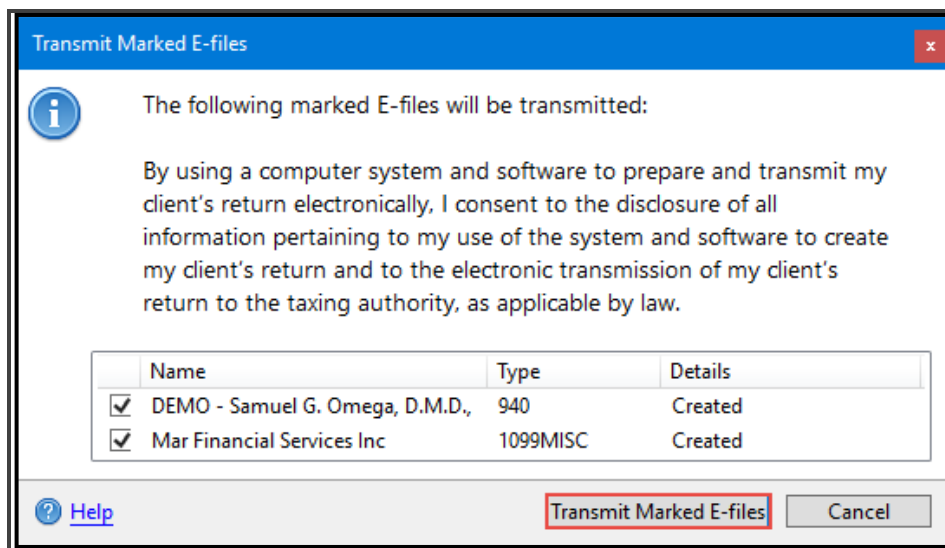 Transmit Marked E-files
x
i
The following marked E-files will be transmitted:
By using a computer system and software to prepare and transmit my
client's return electronically, I consent to the disclosure of all
information pertaining to my use of the system and software to create
my client's return and to the electronic transmission of my client's
return to the taxing authority, as applicable by law.
Name Type Details
DEMO - Samuel G. Omega, D.M.D., 940 Created
Mar Financial Services Inc 1099MISC Created
? Help Transmit Marked E-files Cancel